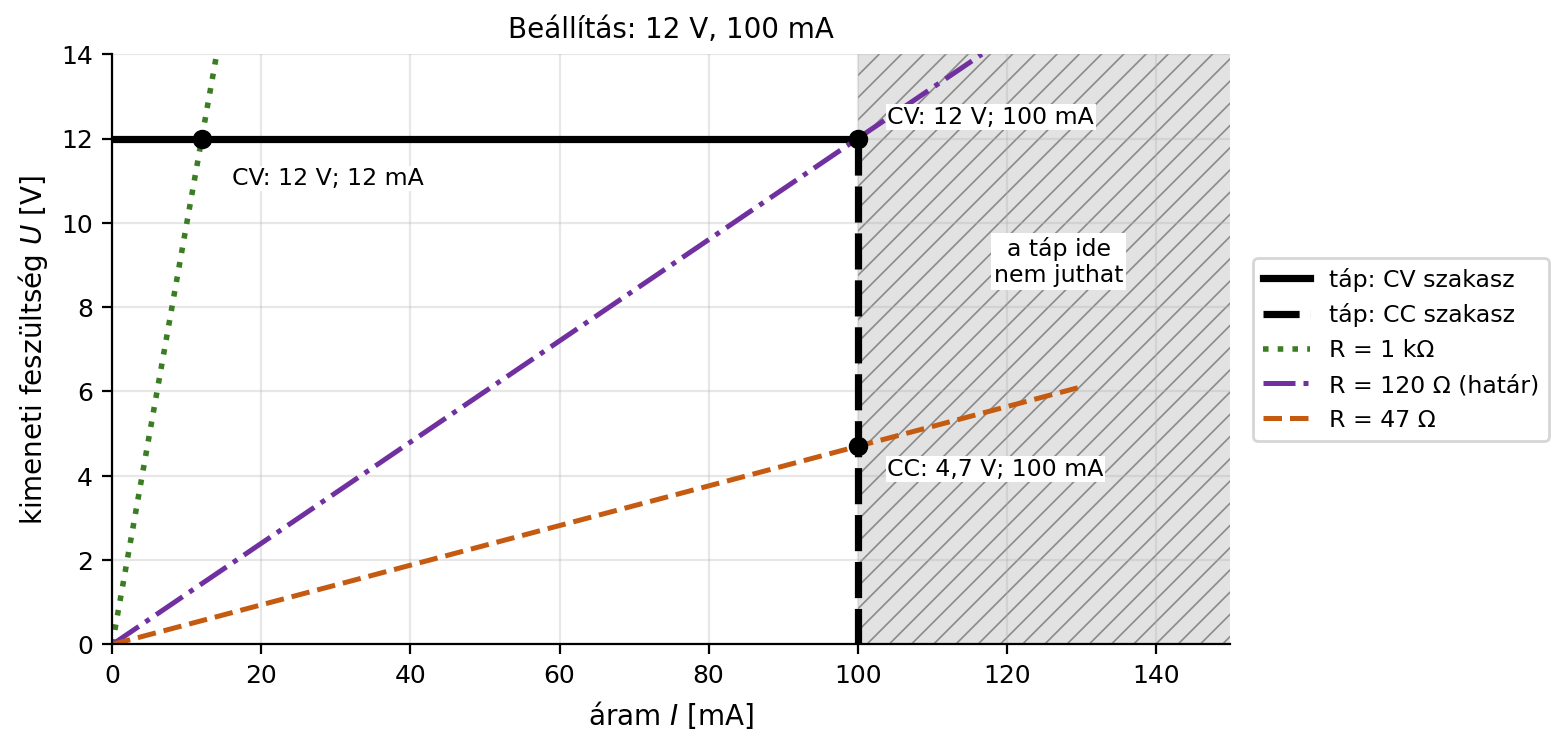 Beállítás: 12 V, 100 mA
kimeneti feszültség U [V]
14
12
10
8
6
4
2
0
CV: 12 V; 100 mA
CV: 12 V; 12 mA
a táp ide
nem juthat
CC: 4,7 V; 100 mA
0 20 40 60 80 100 120 140
áram I [mA]
táp: CV szakasz
táp: CC szakasz
R = 1 kΩ
R = 120 Ω (határ)
R = 47 Ω